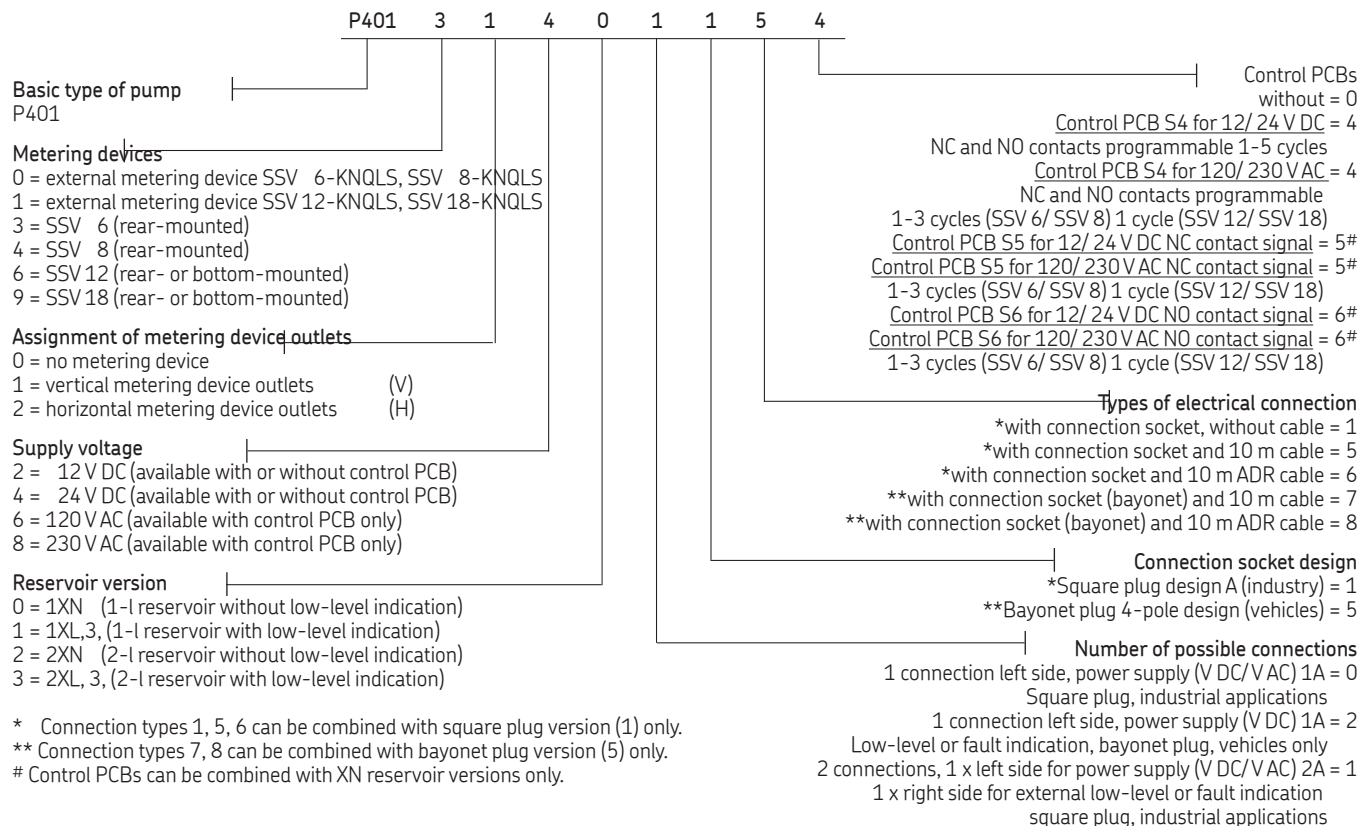 P401 3 1 4 0 1 1 5 4
Basic type of pump
P401
Metering devices
0 = external metering device SSV 6-KNQLS, SSV 8-KNQLS
1 = external metering device SSV 12-KNQLS, SSV 18-KNQLS
3 = SSV 6 (rear-mounted)
4 = SSV 8 (rear-mounted)
6 = SSV 12 (rear- or bottom-mounted)
9 = SSV 18 (rear- or bottom-mounted)
Assignment of metering device outlets
0 = no metering device
1 = vertical metering device outlets (V)
2 = horizontal metering device outlets (H)
Supply voltage
2 = 12 V DC (available with or without control PCB)
4 = 24 V DC (available with or without control PCB)
6 = 120 V AC (available with control PCB only)
8 = 230 V AC (available with control PCB only)
Reservoir version
0 = 1XN (1-l reservoir without low-level indication)
1 = 1XL,3, (1-l reservoir with low-level indication)
2 = 2XN (2-l reservoir without low-level indication)
3 = 2XL, 3, (2-l reservoir with low-level indication)
* Connection types 1, 5, 6 can be combined with square plug version (1) only.
** Connection types 7, 8 can be combined with bayonet plug version (5) only.
# Control PCBs can be combined with XN reservoir versions only.
Control PCBs
without = 0
Control PCB S4 for 12/ 24 V DC = 4
NC and NO contacts programmable 1-5 cycles
Control PCB S4 for 120/ 230 V AC = 4
NC and NO contacts programmable
1-3 cycles (SSV 6/ SSV 8) 1 cycle (SSV 12/ SSV 18)
Control PCB S5 for 12/ 24 V DC NC contact signal = 5#
Control PCB S5 for 120/ 230 V AC NC contact signal = 5#
1-3 cycles (SSV 6/ SSV 8) 1 cycle (SSV 12/ SSV 18)
Control PCB S6 for 12/ 24 V DC NO contact signal = 6#
Control PCB S6 for 120/ 230 V AC NO contact signal = 6#
1-3 cycles (SSV 6/ SSV 8) 1 cycle (SSV 12/ SSV 18)
Types of electrical connection
*with connection socket, without cable = 1
*with connection socket and 10 m cable = 5
*with connection socket and 10 m ADR cable = 6
**with connection socket (bayonet) and 10 m cable = 7
**with connection socket (bayonet) and 10 m ADR cable = 8
Connection socket design
*Square plug design A (industry) = 1
**Bayonet plug 4-pole design (vehicles) = 5
Number of possible connections
1 connection left side, power supply (V DC/ V AC) 1A = 0
Square plug, industrial applications
1 connection left side, power supply (V DC) 1A = 2
Low-level or fault indication, bayonet plug, vehicles only
2 connections, 1 x left side for power supply (V DC/ V AC) 2A = 1
1 x right side for external low-level or fault indication
square plug, industrial applications